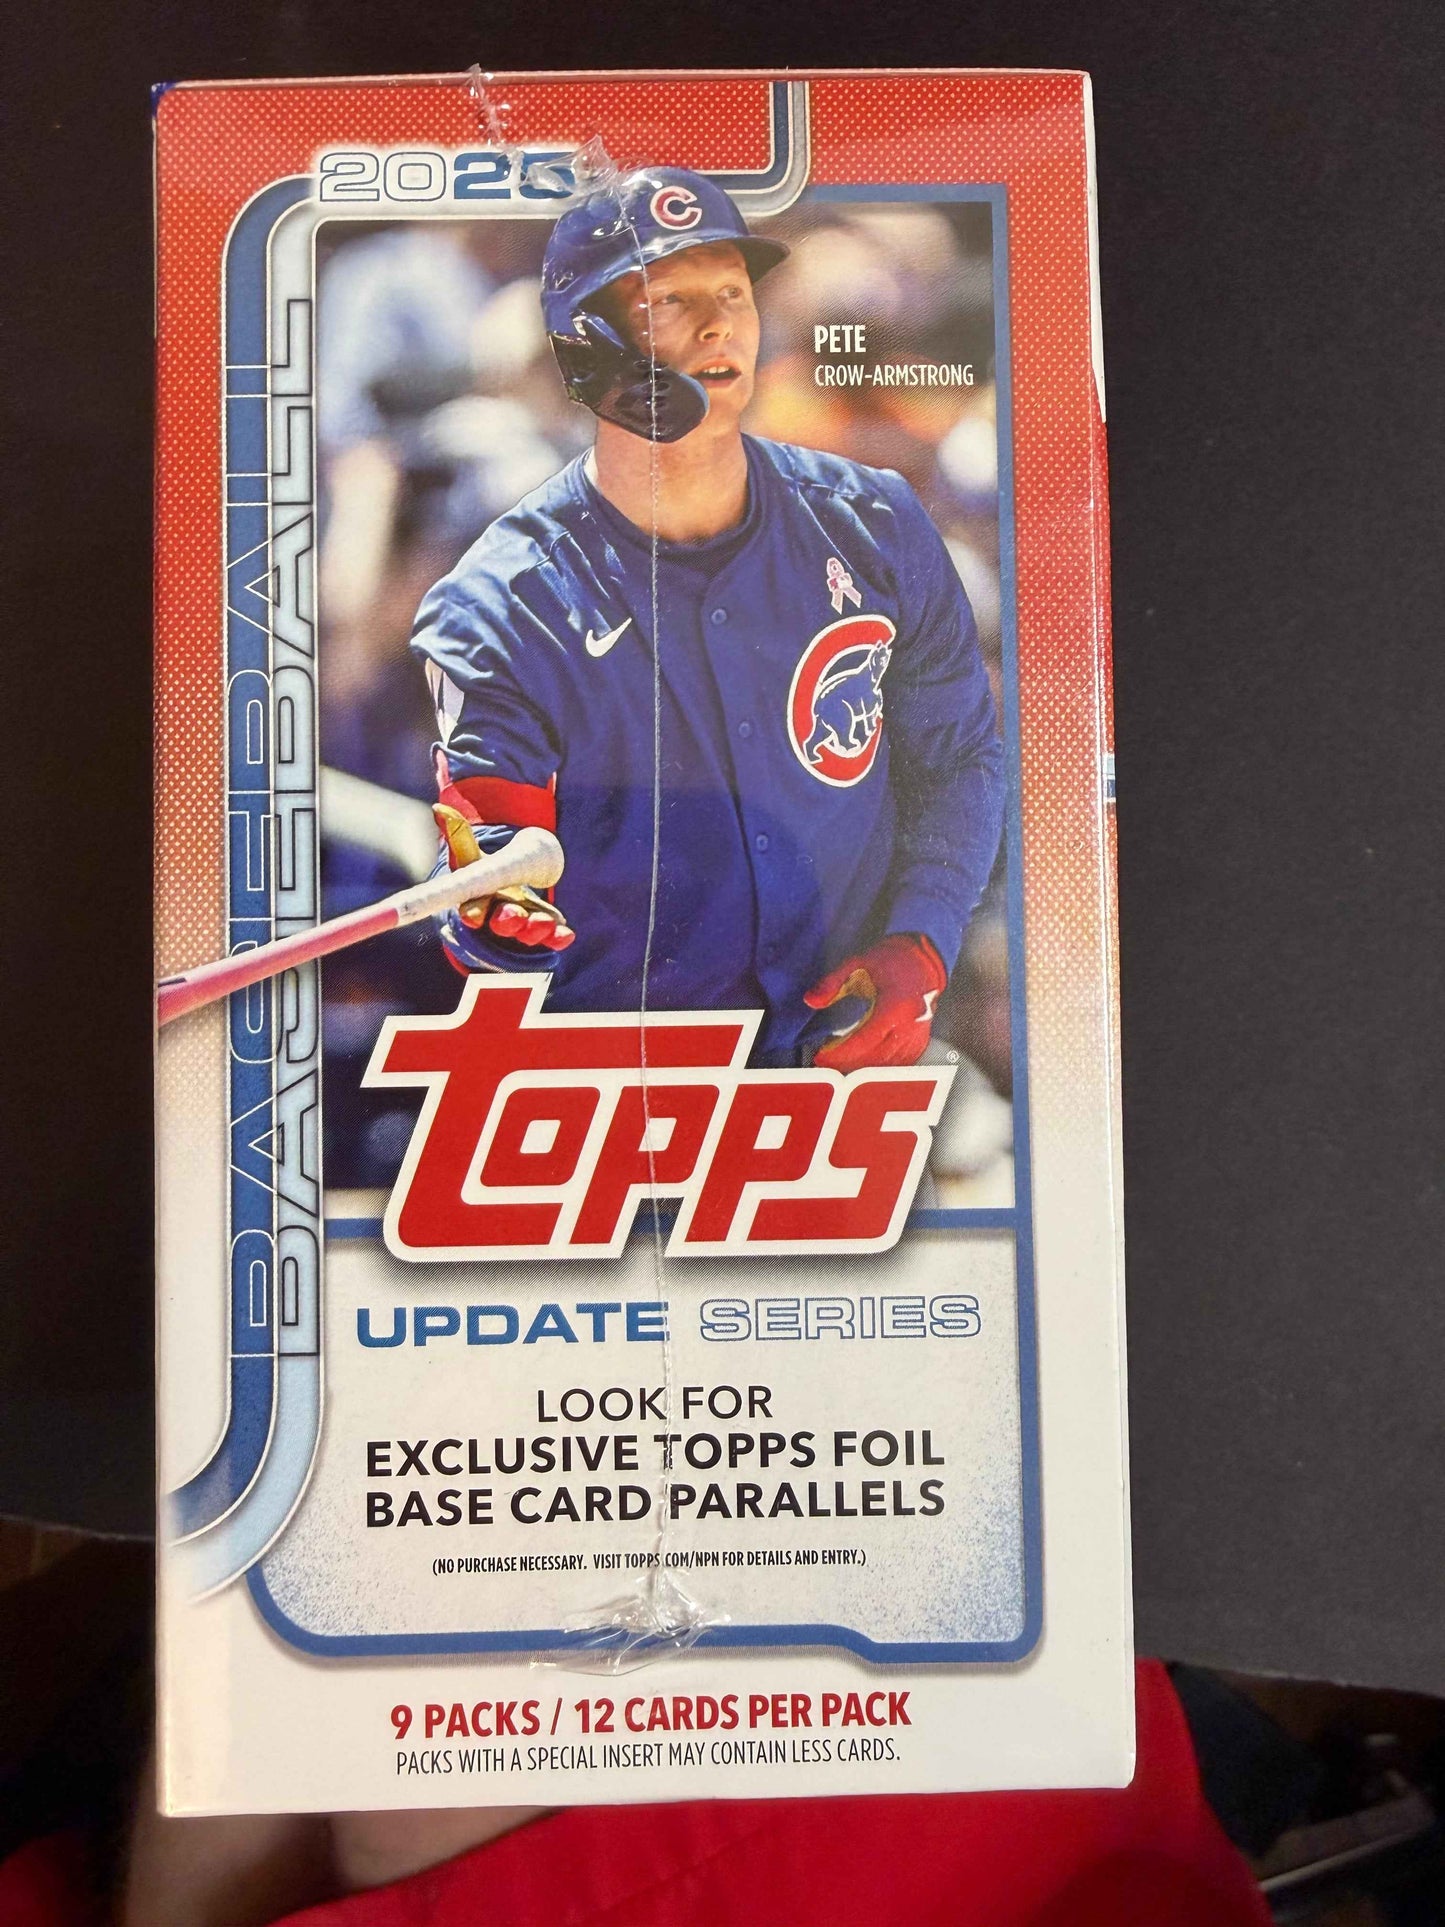 2025
C
PETE
CROW-ARMSTRONG
BASEBALL
BASEBALL
TOPPS
®
UPDATE SERIES
LOOK FOR
EXCLUSIVE TOPPS FOIL
BASE CARD PARALLELS
(NO PURCHASE NECESSARY. VISIT TOPPS.COM/NPN FOR DETAILS AND ENTRY.)
9 PACKS / 12 CARDS PER PACK
PACKS WITH A SPECIAL INSERT MAY CONTAIN LESS CARDS.